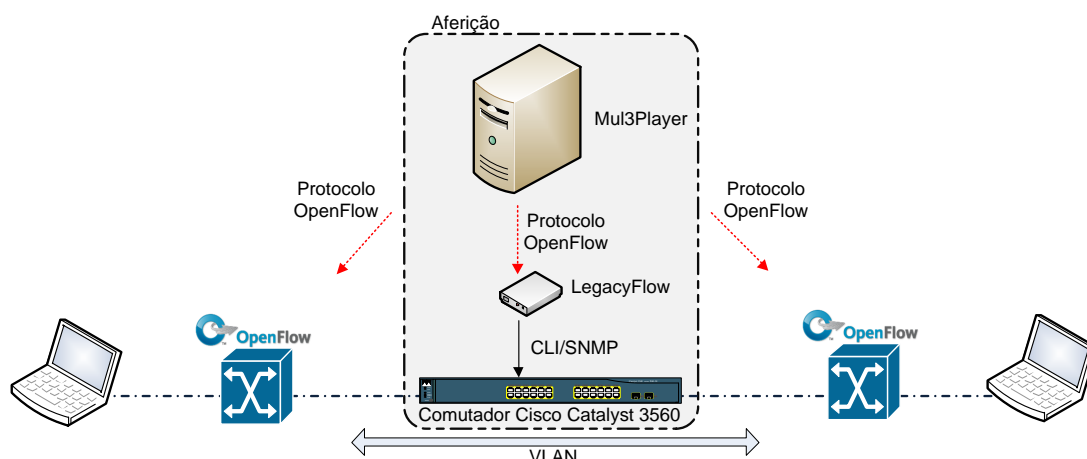 Aferição
Mul3Player
Protocolo
OpenFlow
Protocolo
OpenFlow
Protocolo
OpenFlow
LegacyFlow
OpenFlow
OpenFlow
CLI/SNMP
Comutador Cisco Catalyst 3560
VLAN